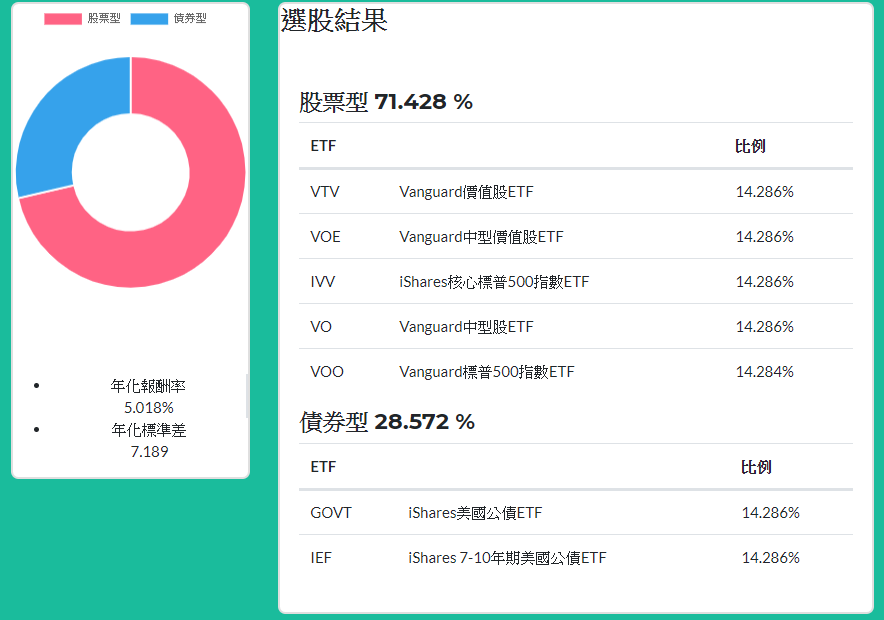 股票型 債券型
年化報酬率
5.018%
年化標準差
7.189
選股結果
股票型 71.428 %
ETF 比例
VTV Vanguard價值股ETF 14.286%
VOE Vanguard中型價值股ETF 14.286%
IVV iShares核心標普500指數ETF 14.286%
VO Vanguard中型股ETF 14.286%
VOO Vanguard標普500指數ETF 14.284%
債券型 28.572 %
ETF 比例
GOVT iShares美國公債ETF 14.286%
IEF iShares 7-10年期美國公債ETF 14.286%